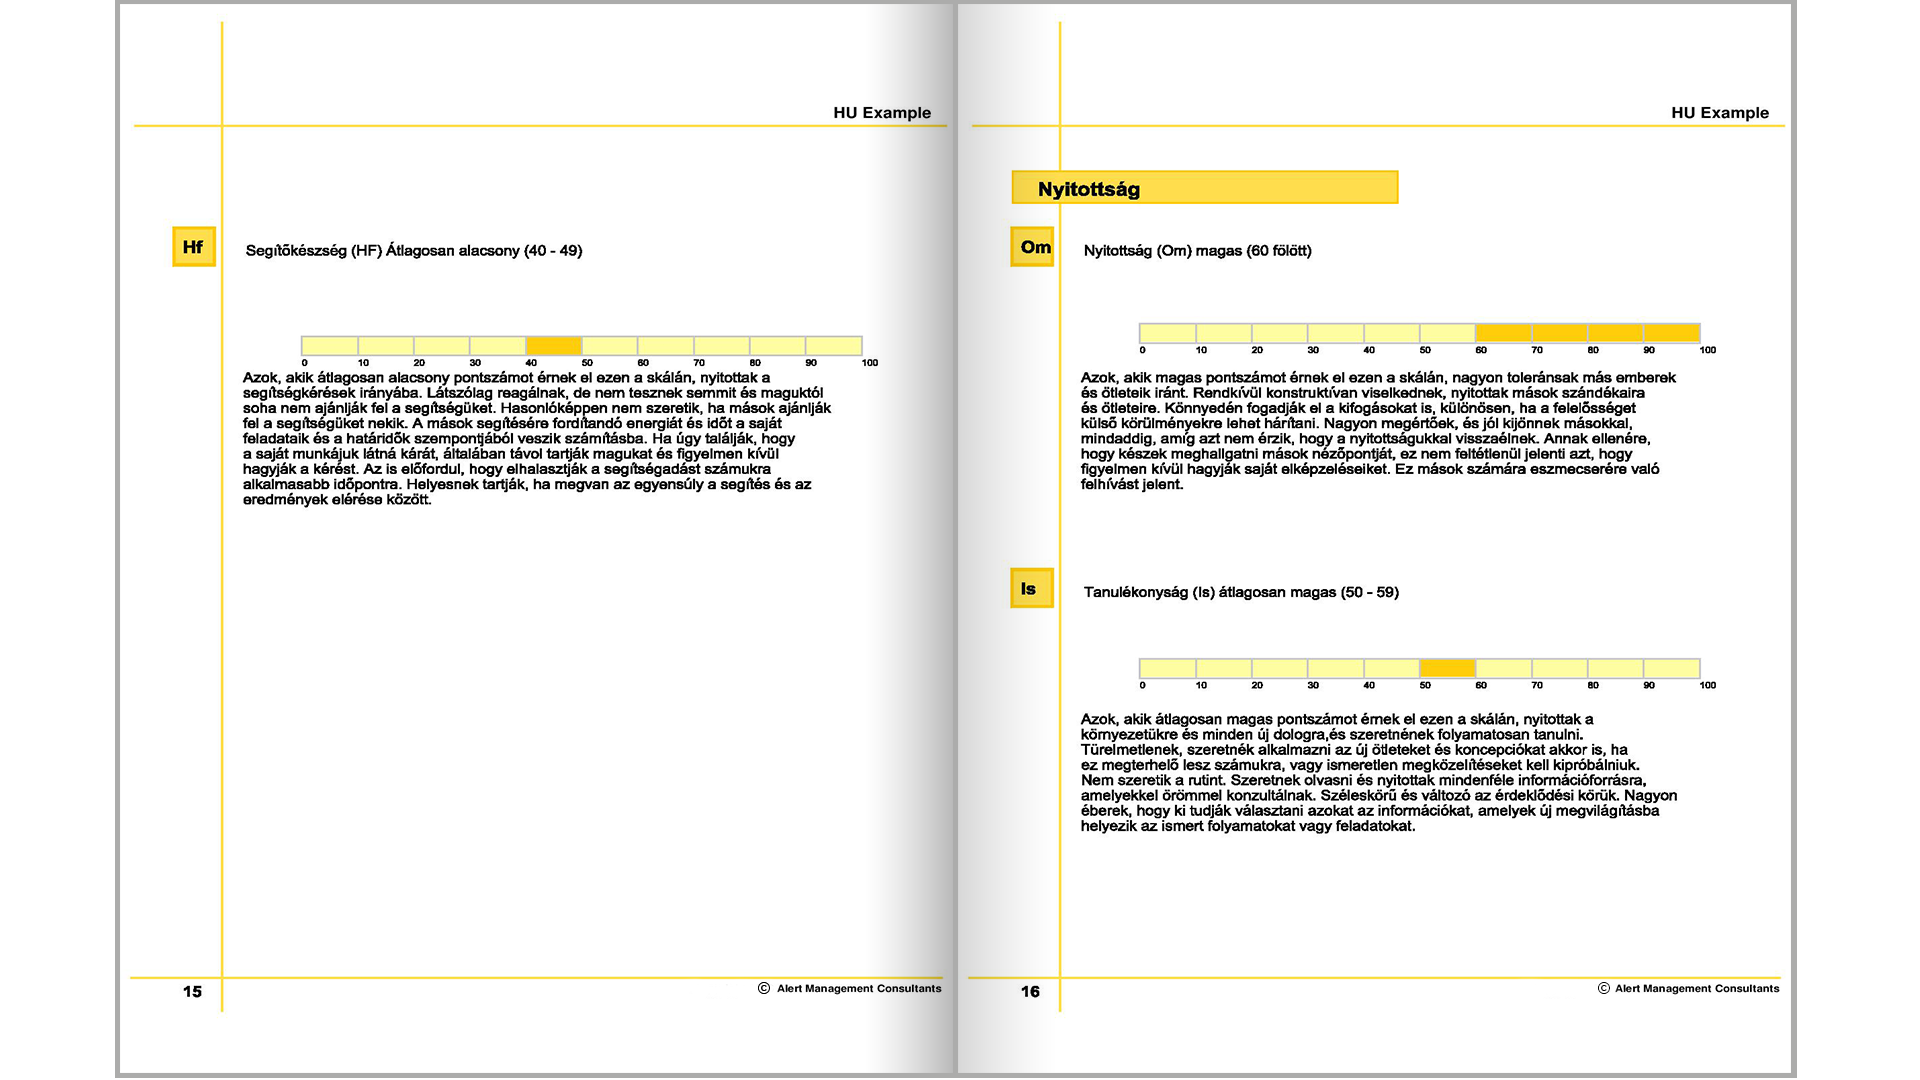 HU Example
Hf
Segítőkészség (HF) Átlagosan alacsony (40 - 49)
0 10 20 30 40 50 60 70 80 90 100
Azok, akik átlagosan alacsony pontszámot érnek el ezen a skálán, nyitottak a
segítségkérések irányába. Látszólag reagálnak, de nem tesznek semmit és maguktól
soha nem ajánlják fel a segítségüket. Hasonlóképpen nem szeretik, ha mások ajánlják
fel a segítségüket nekik. A mások segítésére fordítandó energiát és időt a saját
feladataik és a határidők szempontjából veszik számításba. Ha úgy találják, hogy
a saját munkájuk látná kárát, általában távol tartják magukat és figyelmen kívül
hagyják a kérést. Az is előfordul, hogy elhalasztják a segítségadást számukra
alkalmasabb időpontra. Helyesnek tartják, ha megvan az egyensúly a segítés és az
eredmények elérése között.
15
© Alert Management Consultants
HU Example
Nyitottság
Om
Nyitottság (Om) magas (60 fölött)
0 10 20 30 40 50 60 70 80 90 100
Azok, akik magas pontszámot érnek el ezen a skálán, nagyon toleránsak más emberek
és ötleteik iránt. Rendkívül konstruktívan viselkednek, nyitottak mások szándékaira
és ötleteire. Könnyedén fogadják el a kifogásokat is, különösen, ha a felelősséget
külső körülményekre lehet hárítani. Nagyon megértőek, és jól kijönnek másokkal,
mindaddig, amíg azt nem érzik, hogy a nyitottságukkal visszaélnek. Annak ellenére,
hogy készek meghallgatni mások nézőpontját, ez nem feltétlenül jelenti azt, hogy
figyelmen kívül hagyják saját elképzeléseiket. Ez mások számára eszmecserére való
felhívást jelent.
Is
Tanulékonyság (Is) átlagosan magas (50 - 59)
0 10 20 30 40 50 60 70 80 90 100
Azok, akik átlagosan magas pontszámot érnek el ezen a skálán, nyitottak a
környezetükre és minden új dologra,és szeretnének folyamatosan tanulni.
Türelmetlenek, szeretnék alkalmazni az új ötleteket és koncepciókat akkor is, ha
ez megterhelő lesz számukra, vagy ismeretlen megközelítéseket kell kipróbálniuk.
Nem szeretik a rutint. Szeretnek olvasni és nyitottak mindenféle információforrásra,
amelyekkel örömmel konzultálnak. Széleskörű és változó az érdeklődési körük. Nagyon
éberek, hogy ki tudják választani azokat az információkat, amelyek új megvilágításba
helyezik az ismert folyamatokat vagy feladatokat.
16
© Alert Management Consultants